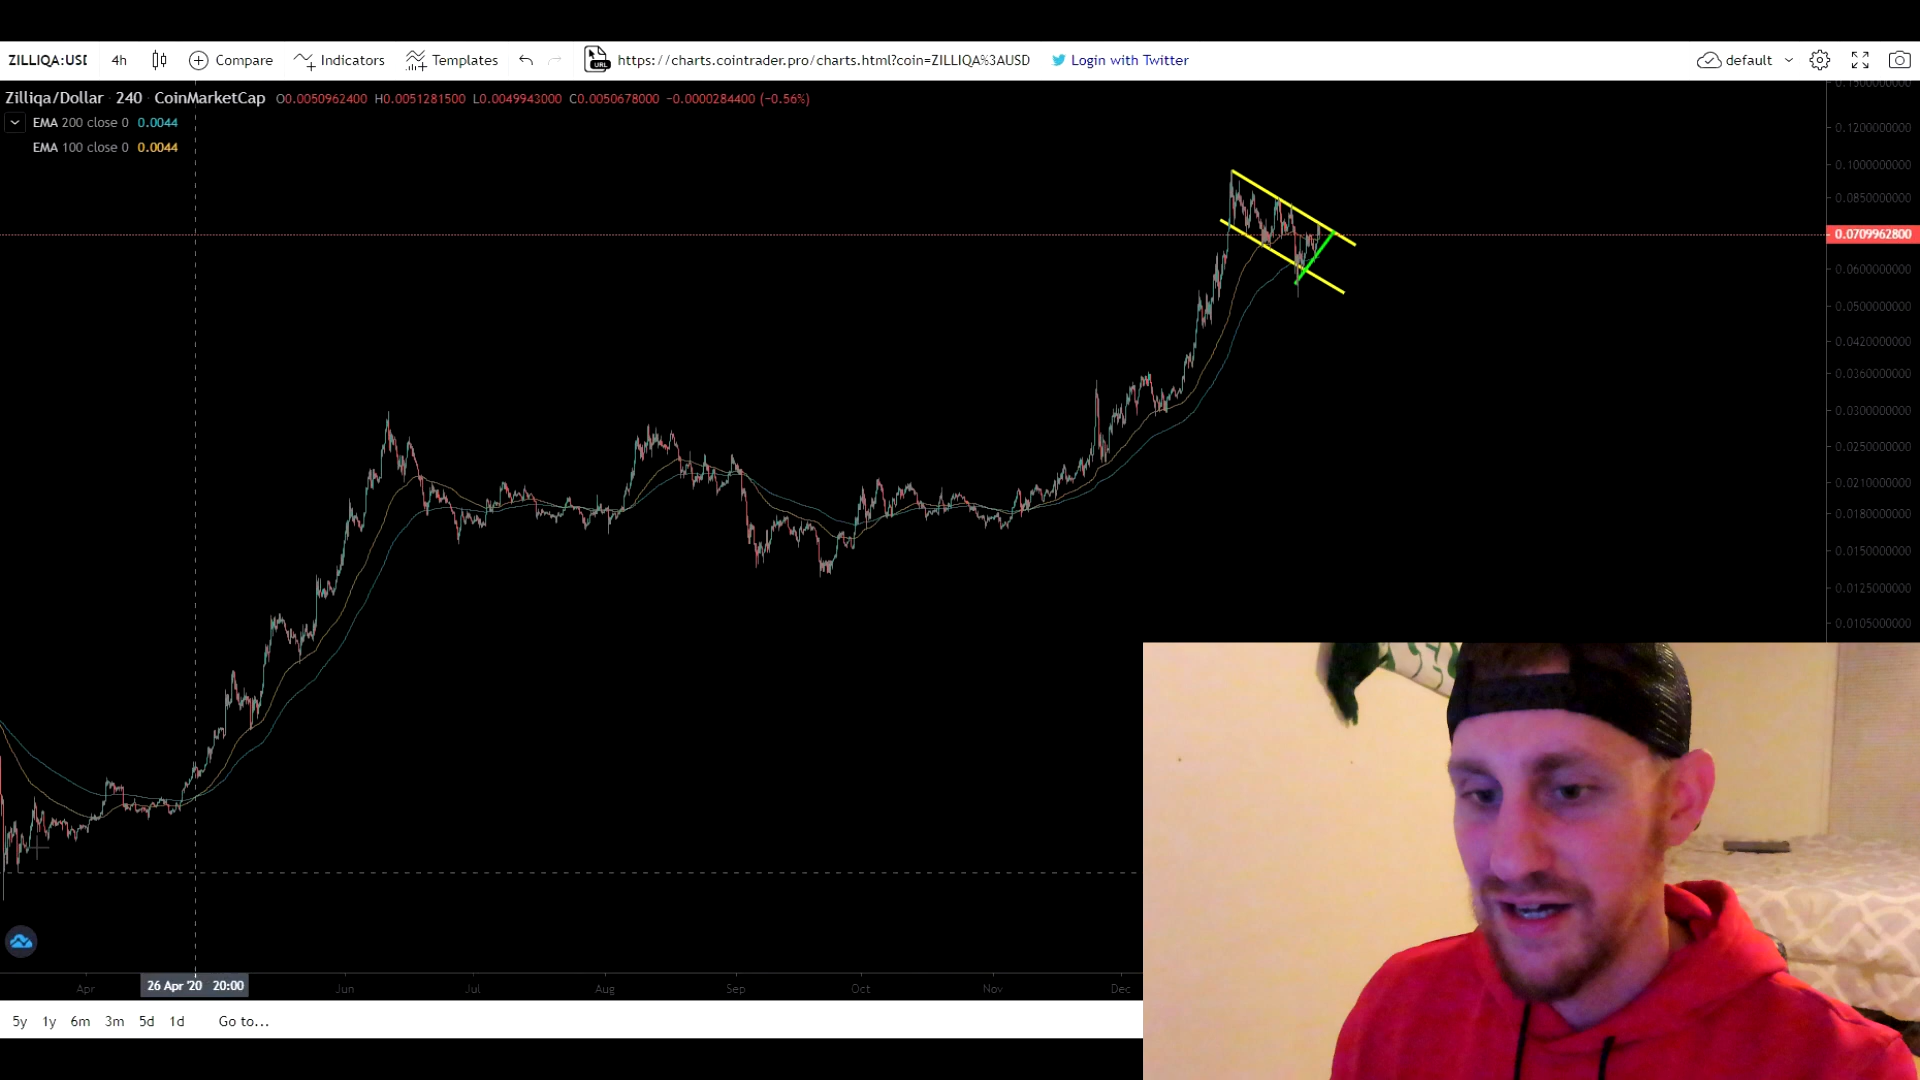 ZILLIQA:USD 4h Compare Indicators Templates URL https://charts.cointrader.pro/charts.html?coin=ZILLIQA%3AUSD Login with Twitter default
Zilliqa/Dollar 240 CoinMarketCap O0.0050962400 H0.0051281500 L0.0049943000 C0.0050678000 −0.0000284400 (−0.56%)
EMA 200 close 0 0.0044
EMA 100 close 0 0.0044
0.1500000000
0.1200000000
0.1000000000
0.0850000000
0.0709962800
0.0600000000
0.0500000000
0.0420000000
0.0360000000
0.0300000000
0.0250000000
0.0210000000
0.0180000000
0.0150000000
0.0125000000
0.0105000000
Apr 26 Apr '20 20:00 Jun Jul Aug Sep Oct Nov Dec
5y 1y 6m 3m 5d 1d Go to...